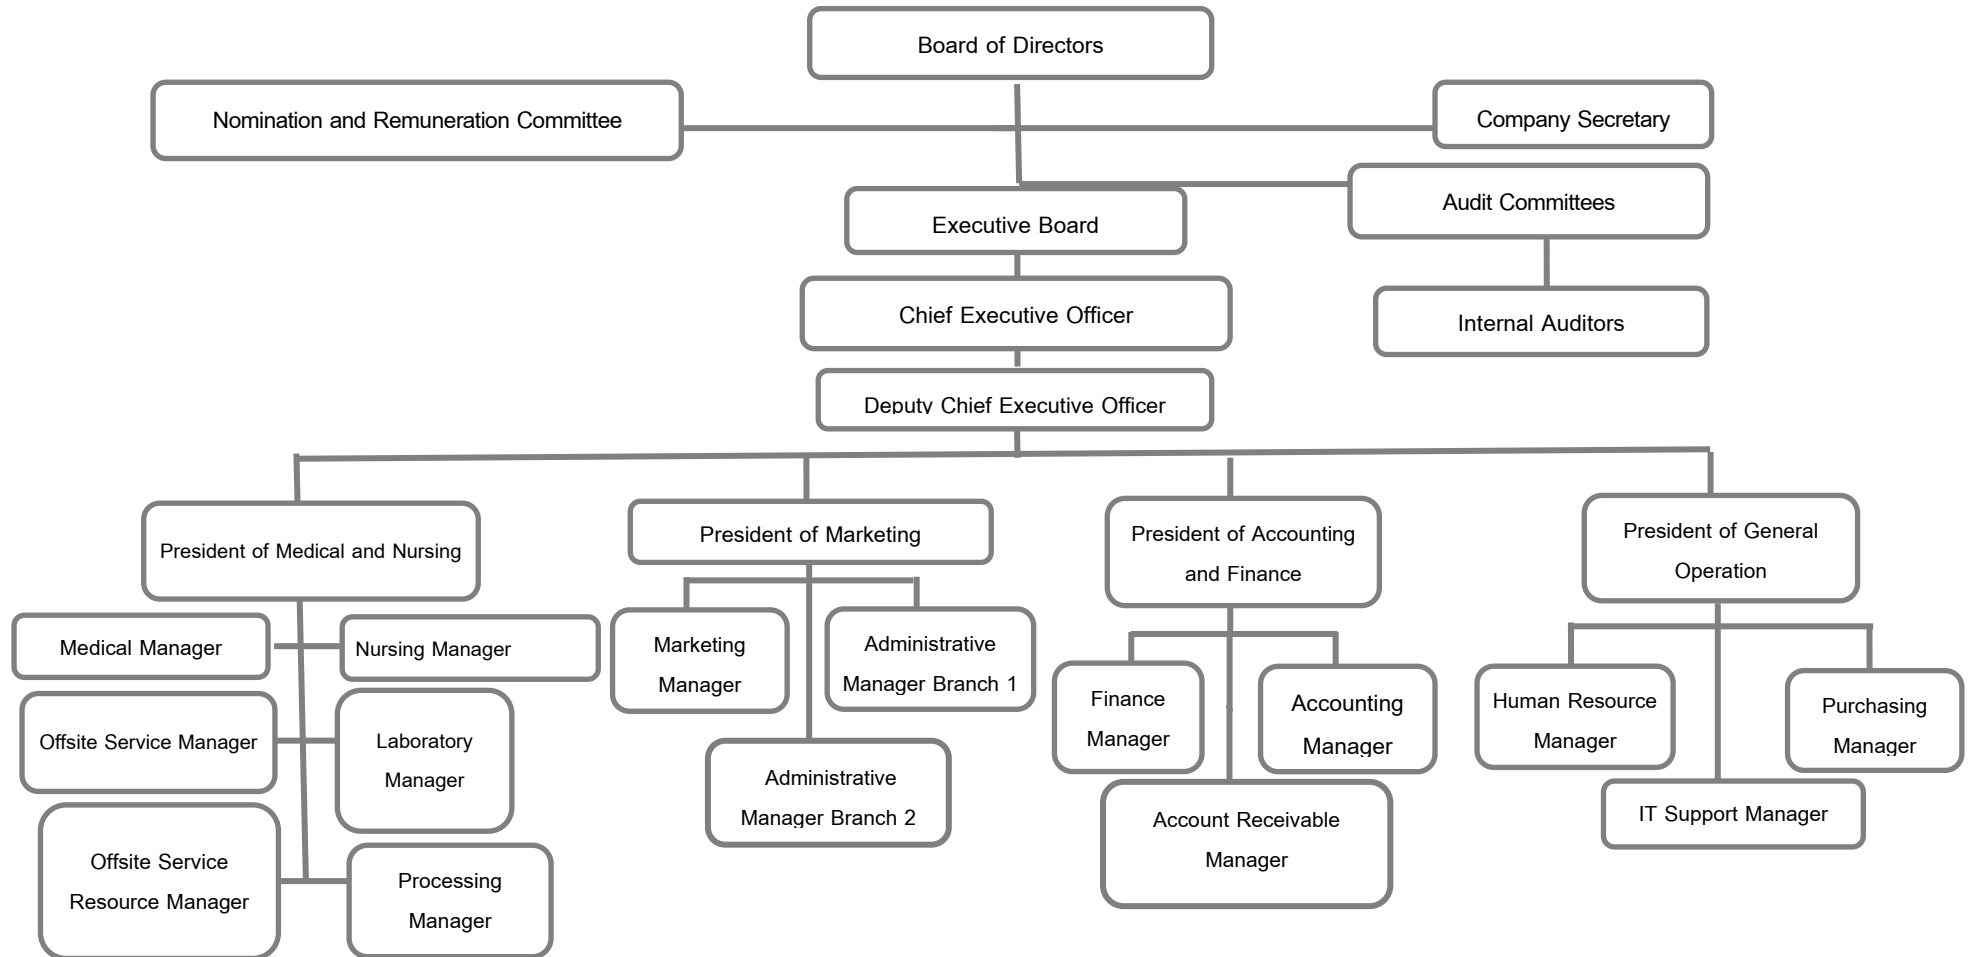 Board of Directors
Nomination and Remuneration Committee
Company Secretary
Audit Committees
Executive Board
Chief Executive Officer
Internal Auditors
Deputy Chief Executive Officer
President of Medical and Nursing
President of Marketing
President of Accounting
and Finance
President of General
Operation
Medical Manager
Nursing Manager
Offsite Service Manager
Laboratory
Manager
Offsite Service
Resource Manager
Processing
Manager
Marketing
Manager
Administrative
Manager Branch 1
Administrative
Manager Branch 2
Finance
Manager
Accounting
Manager
Account Receivable
Manager
Human Resource
Manager
Purchasing
Manager
IT Support Manager